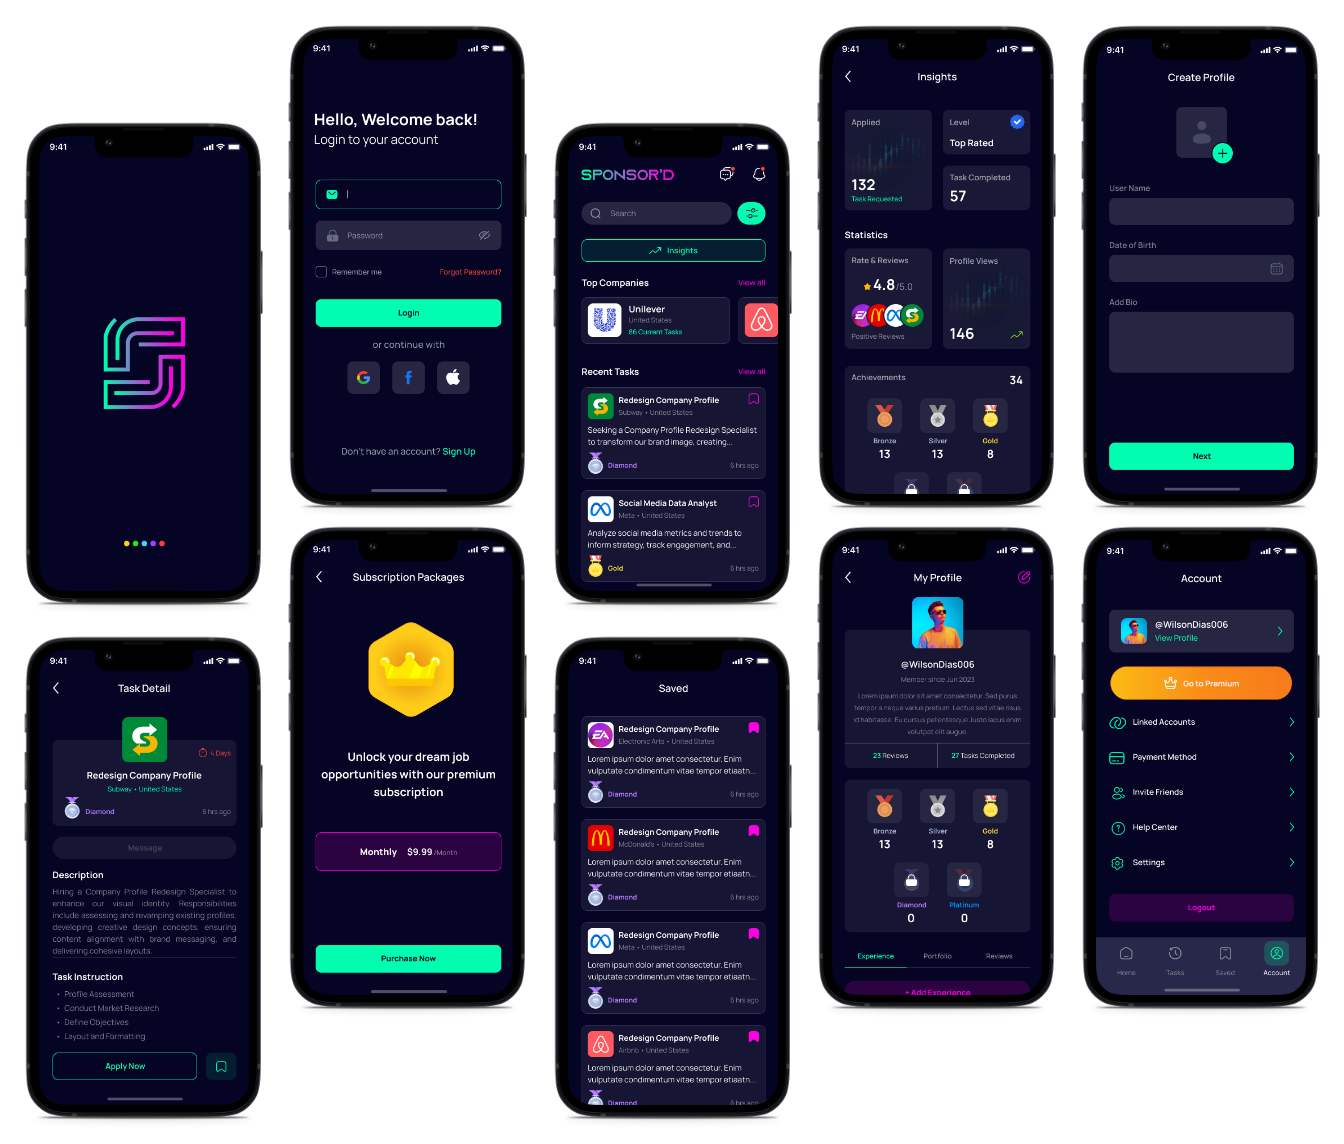 9:41
9:41
Hello, Welcome back!
Login to your account
Password
Remember me
Forgot Password?
Login
or continue with
Don't have an account? Sign Up
9:41
SPONSOR'D
Search
Insights
Top Companies
View all
Unilever
United States
86 Current Tasks
Recent Tasks
View all
Redesign Company Profile
Subway • United States
Seeking a Company Profile Redesign Specialist
to transform our brand image, creating...
Diamond
6 hrs ago
Social Media Data Analyst
Meta • United States
Analyze social media metrics and trends to
inform strategy, track engagement, and...
Gold
6 hrs ago
9:41
Insights
Applied
132
Task Requested
Level
Top Rated
Task Completed
57
Statistics
Rate & Reviews
4.8/5.0
EA
Positive Reviews
Profile Views
146
Achievements
34
Bronze
13
Silver
13
Gold
8
9:41
Create Profile
User Name
Date of Birth
Add Bio
Next
9:41
Task Detail
4 Days
Redesign Company Profile
Subway • United States
Diamond
6 hrs ago
Message
Description
Hiring a Company Profile Redesign Specialist to
enhance our visual identity Responsibilities
include assessing and revamping existing profiles,
developing creative design concepts, ensuring
content alignment with brand messaging, and
delivering cohesive layouts.
Task Instruction
• Profile Assessment
• Conduct Market Research
• Define Objectives
• Layout and Formatting
Apply Now
9:41
Subscription Packages
Unlock your dream job
opportunities with our premium
subscription
Monthly $9.99/Month
Purchase Now
9:41
Saved
EA
Redesign Company Profile
Electronic Arts • United States
Lorem ipsum dolor sit amet consectetur. Enim
vulputate condimentum vitae tempor etiaatn...
Diamond
6 hrs ago
Redesign Company Profile
McDonald's • United States
Lorem ipsum dolor sit amet consectetur. Enim
vulputate condimentum vitae tempor etiaatn...
Diamond
6 hrs ago
Redesign Company Profile
Meta • United States
Lorem ipsum dolor sit amet consectetur. Enim
vulputate condimentum vitae tempor etiaatn...
Diamond
6 hrs ago
Redesign Company Profile
Airbnb • United States
Lorem ipsum dolor sit amet consectetur. Enim
vulputate condimentum vitae tempor etiaatn...
Diamond
6 hrs ago
9:41
My Profile
@WilsonDias006
Member since Jun 2023
Lorem ipsum dolor sit amet consectetur. Sed purus
tempor a neque varius pretium. Lectus sed vitae risus
id habitasse. Eu cursus pellentesque Justo lacus enim
volutpat elit augue.
23 Reviews
27 Tasks Completed
Bronze
13
Silver
13
Gold
8
Diamond
0
Platinum
0
Experience
Portfolio
Reviews
+ Add Experience
9:41
Account
@WilsonDias006
View Profile
Go to Premium
Linked Accounts
Payment Method
Invite Friends
Help Center
Settings
Logout
Home
Tasks
Saved
Account